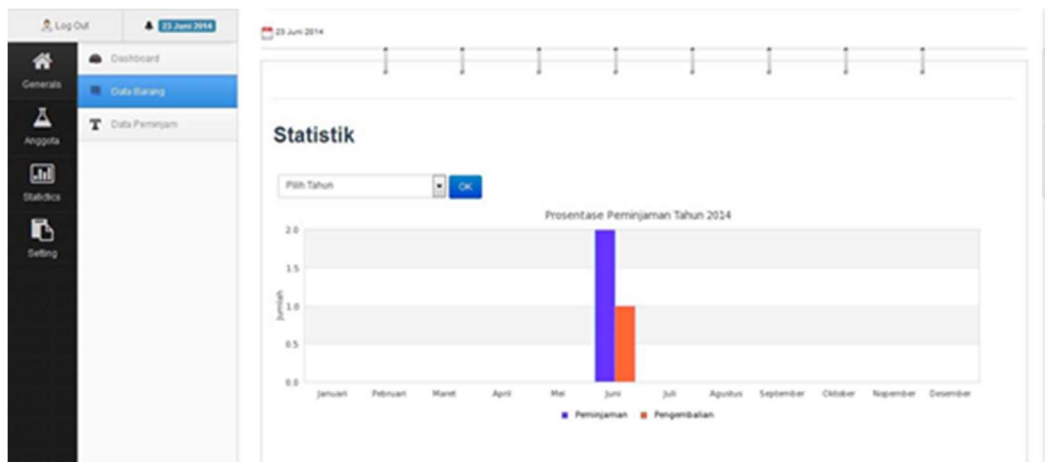 Log Out
23 Juni 2014
Generals
Anggota
Statictics
Setting
Dashboard
Data Barang
Data Peminjam
23 Juni 2014
Statistik
Pilih Tahun
OK
Prosentase Peminjaman Tahun 2014
Jumlah
2.0
1.5
1.0
0.5
0.0
Januari Pebruari Maret April Mei Juni Juli Agustus September Oktober Nopember Desember
Peminjaman Pengembalian